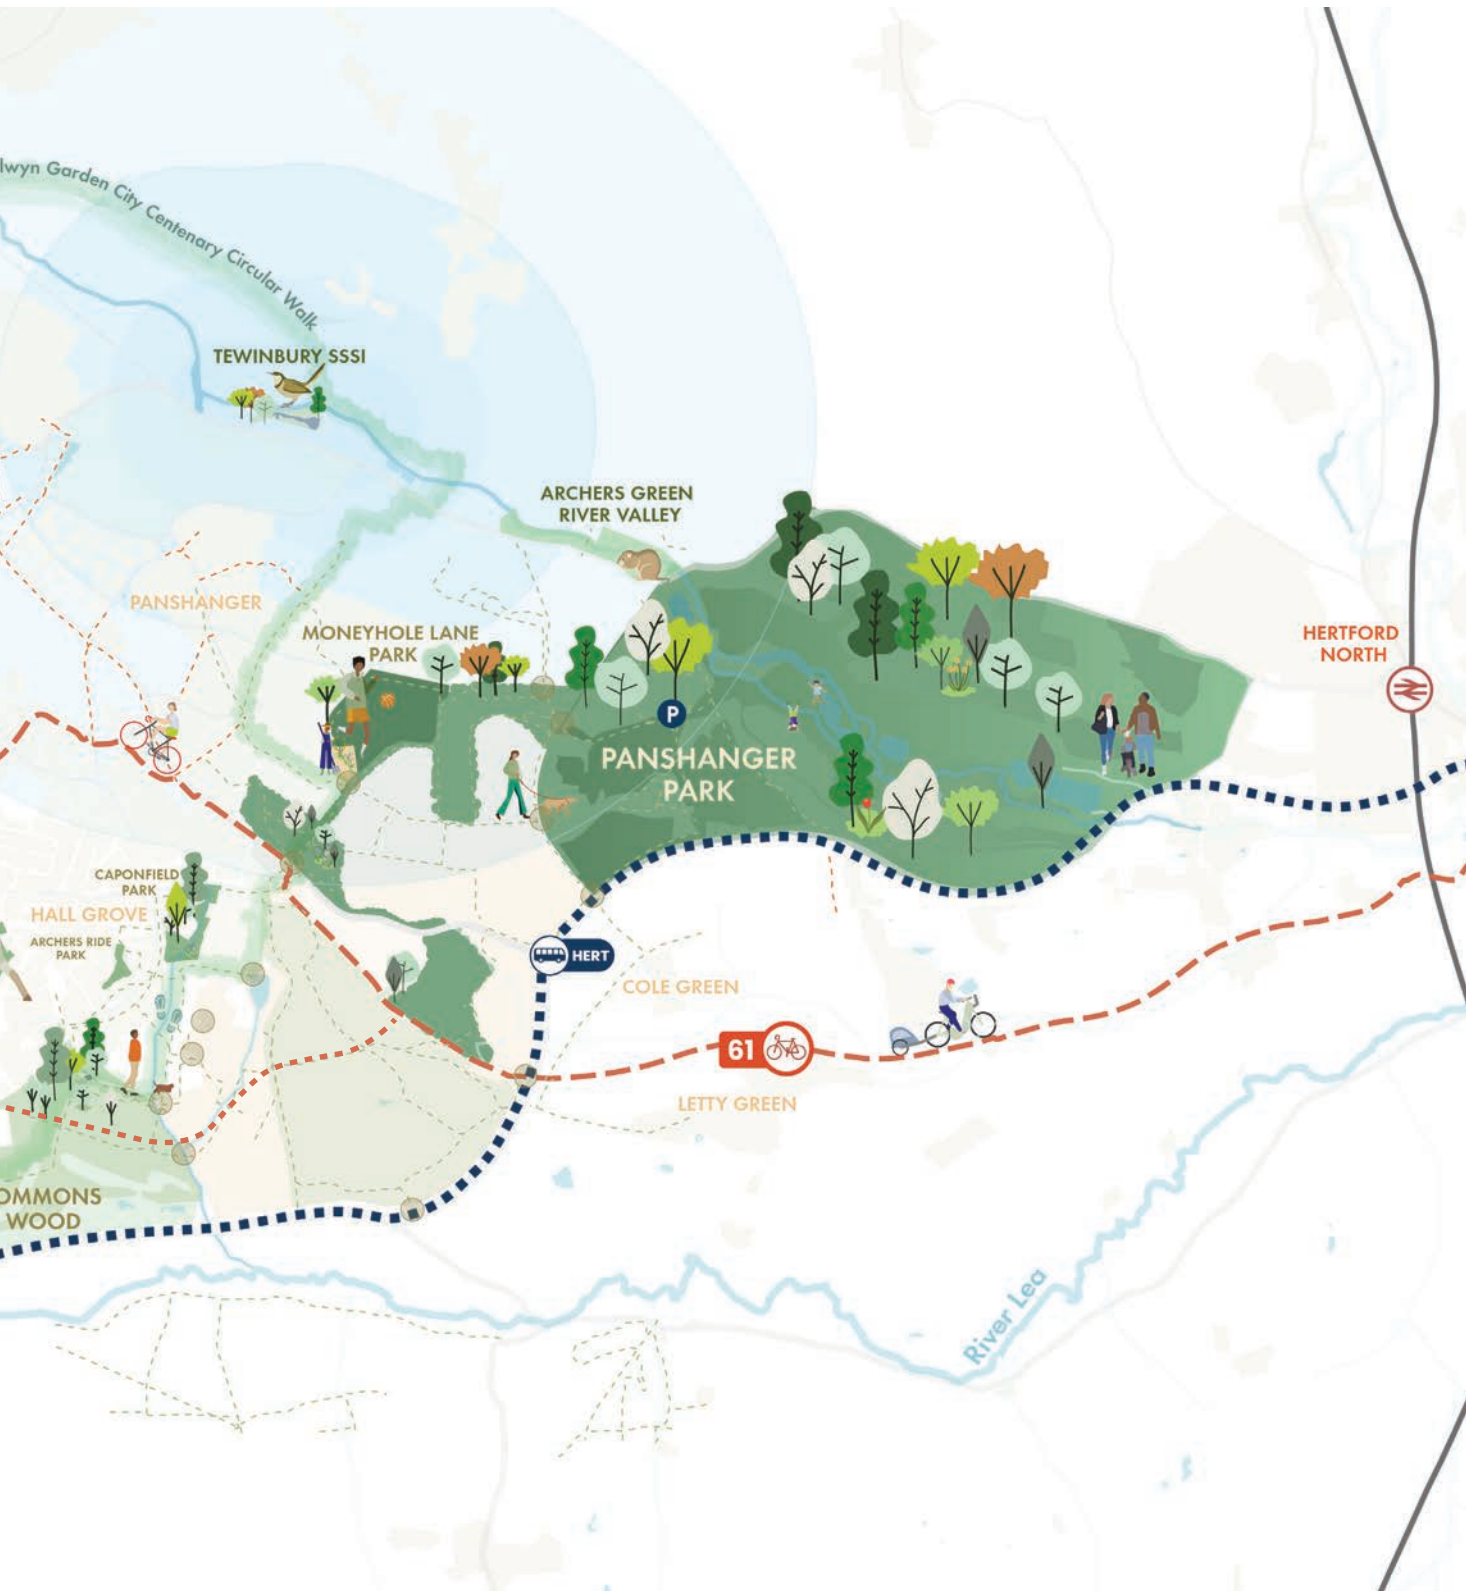 lwyn Garden City Centenary Circular Walk
TEWINBURY SSSI
ARCHERS GREEN
RIVER VALLEY
PANSHANGER
MONEYHOLE LANE
PARK
HERTFORD
NORTH
P
PANSHANGER
PARK
CAPONFIELD
PARK
HALL GROVE
ARCHERS RIDE
PARK
HERT
COLE GREEN
61
LETTY GREEN
OMMONS
WOOD
River Lea